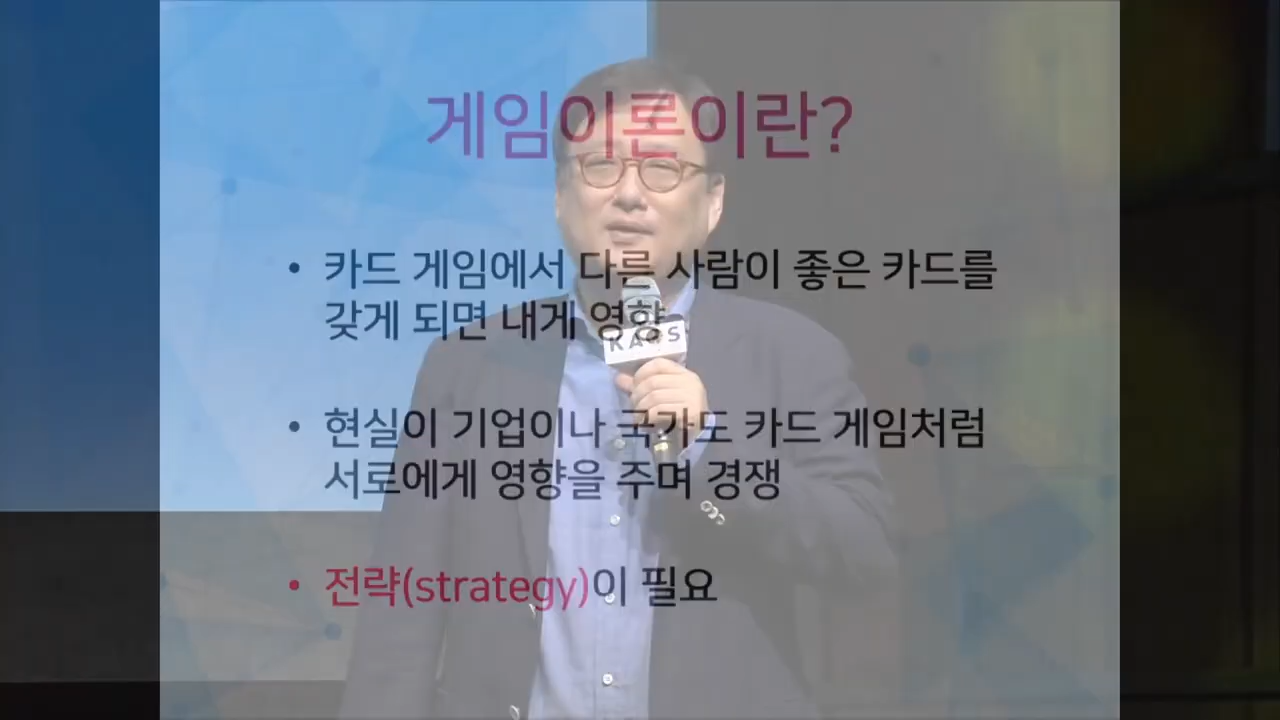 게임이론이란?
• 카드 게임에서 다른 사람이 좋은 카드를
갖게 되면 내게 영향
KAOS
• 현실이 기업이나 국가도 카드 게임처럼
서로에게 영향을 주며 경쟁
• 전략(strategy)이 필요